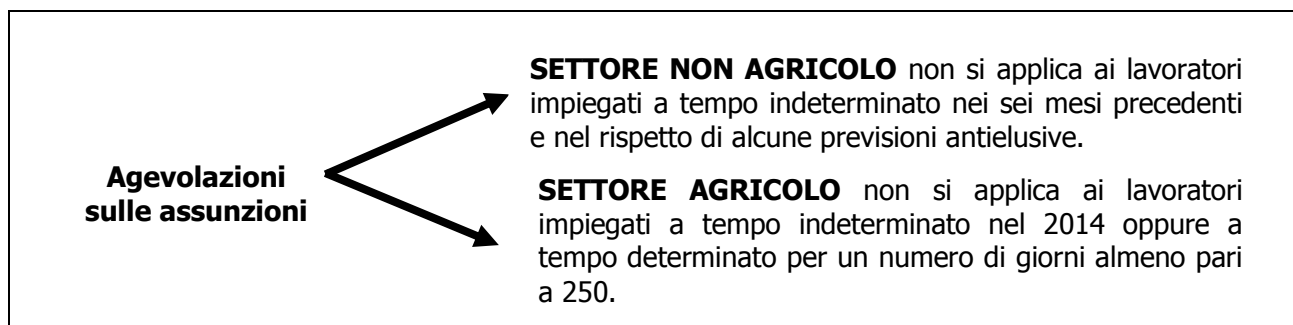 SETTORE NON AGRICOLO non si applica ai lavoratori
impiegati a tempo indeterminato nei sei mesi precedenti
e nel rispetto di alcune previsioni antielusive.
Agevolazioni
sulle assunzioni
SETTORE AGRICOLO non si applica ai lavoratori
impiegati a tempo indeterminato nel 2014 oppure a
tempo determinato per un numero di giorni almeno pari
a 250.